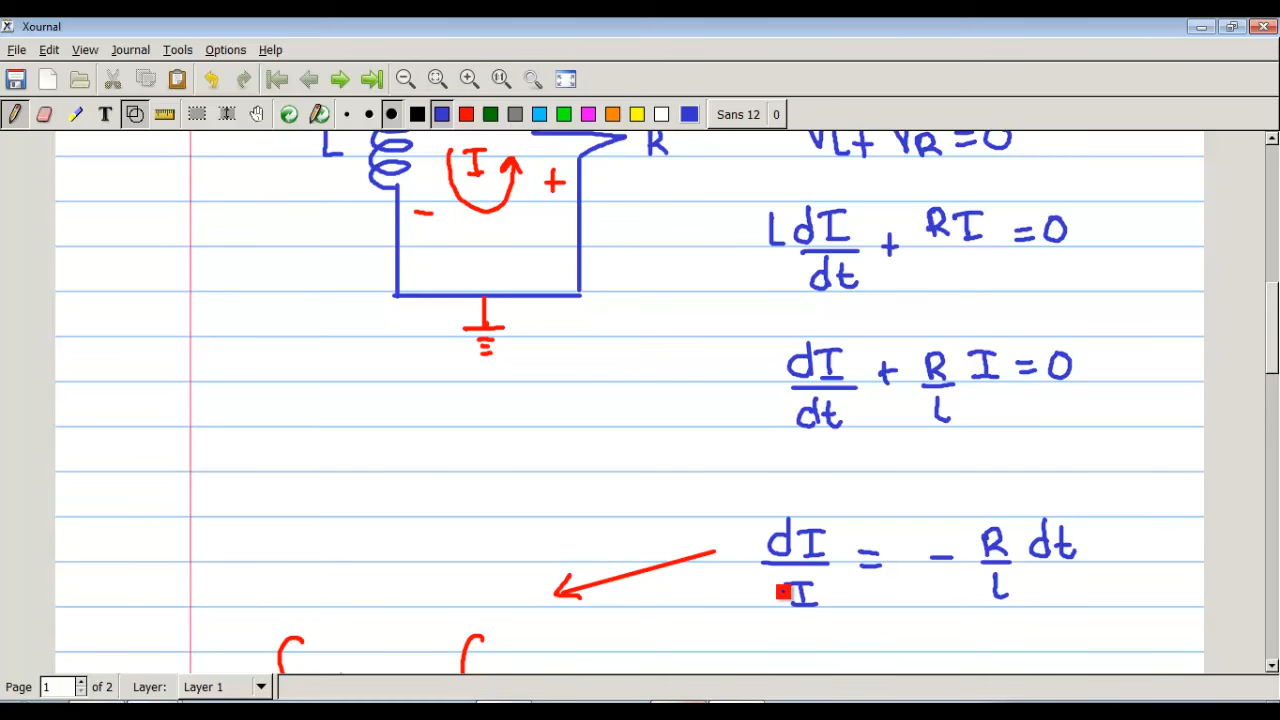 Xournal
File Edit View Journal Tools Options Help
T Sans 12 0
L I + R
-
VL + VR = 0
L dI/dt + RI = 0
dI/dt + R/L I = 0
dI/I = - R/L dt
∫ ∫
Page 1 of 2 Layer: Layer 1